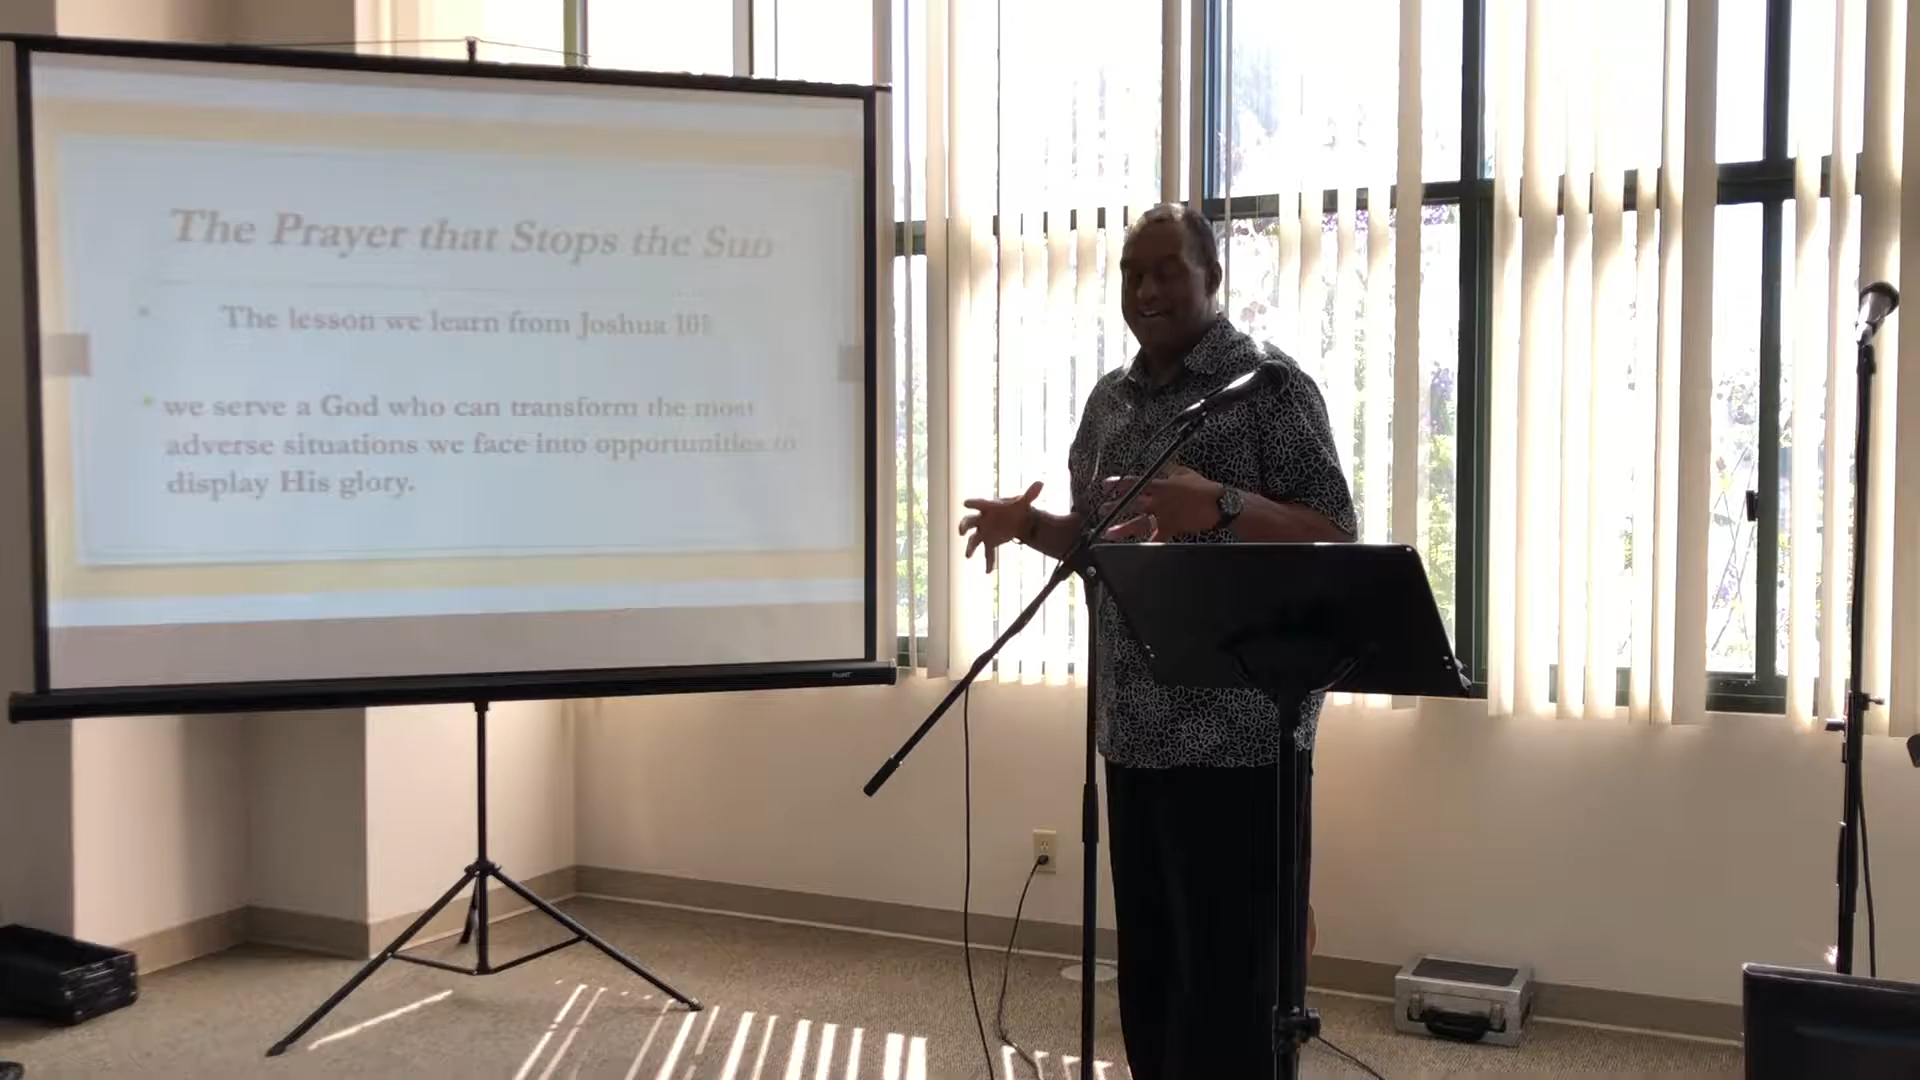 The Prayer that Stops the Sun
The lesson we learn from Joshua 10:
we serve a God who can transform the most
adverse situations we face into opportunities to
display His glory.